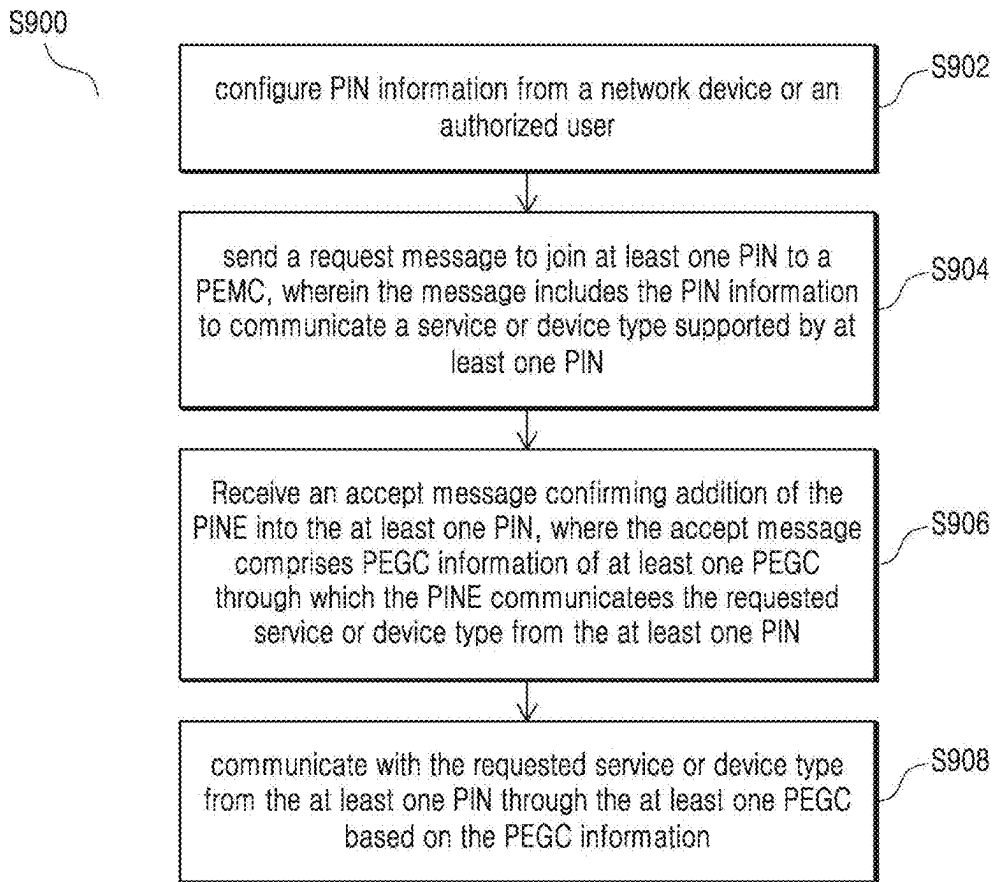 S900
configure PIN information from a network device or an
authorized user
S902
send a request message to join at least one PIN to a
PEMC, wherein the message includes the PIN information
to communicate a service or device type supported by at
least one PIN
S904
Receive an accept message confirming addition of the
PINE into the at least one PIN, where the accept message
comprises PEGC information of at least one PEGC
through which the PINE communicatees the requested
service or device type from the at least one PIN
S906
communicate with the requested service or device type
from the at least one PIN through the at least one PEGC
based on the PEGC information
S908